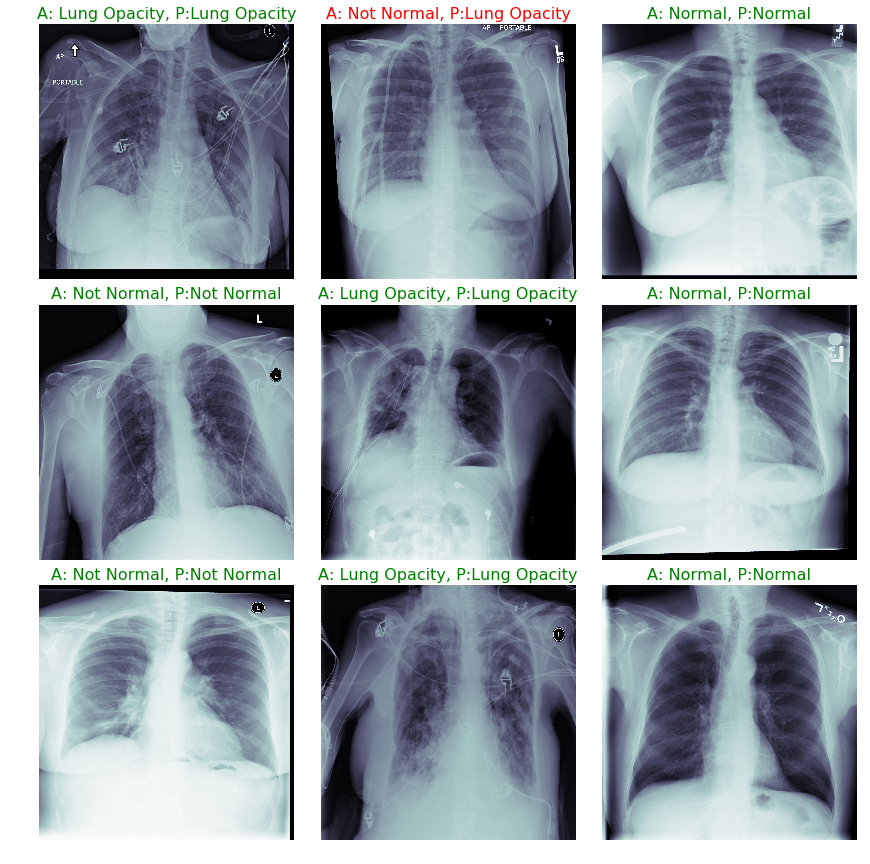 A: Lung Opacity, P:Lung Opacity
A: Not Normal, P:Lung Opacity
A: Normal, P:Normal
AP
PORTABLE
AP PORTABLE
L
A: Not Normal, P:Not Normal
A: Lung Opacity, P:Lung Opacity
A: Normal, P:Normal
L
L
L
A: Not Normal, P:Not Normal
A: Lung Opacity, P:Lung Opacity
A: Normal, P:Normal
L